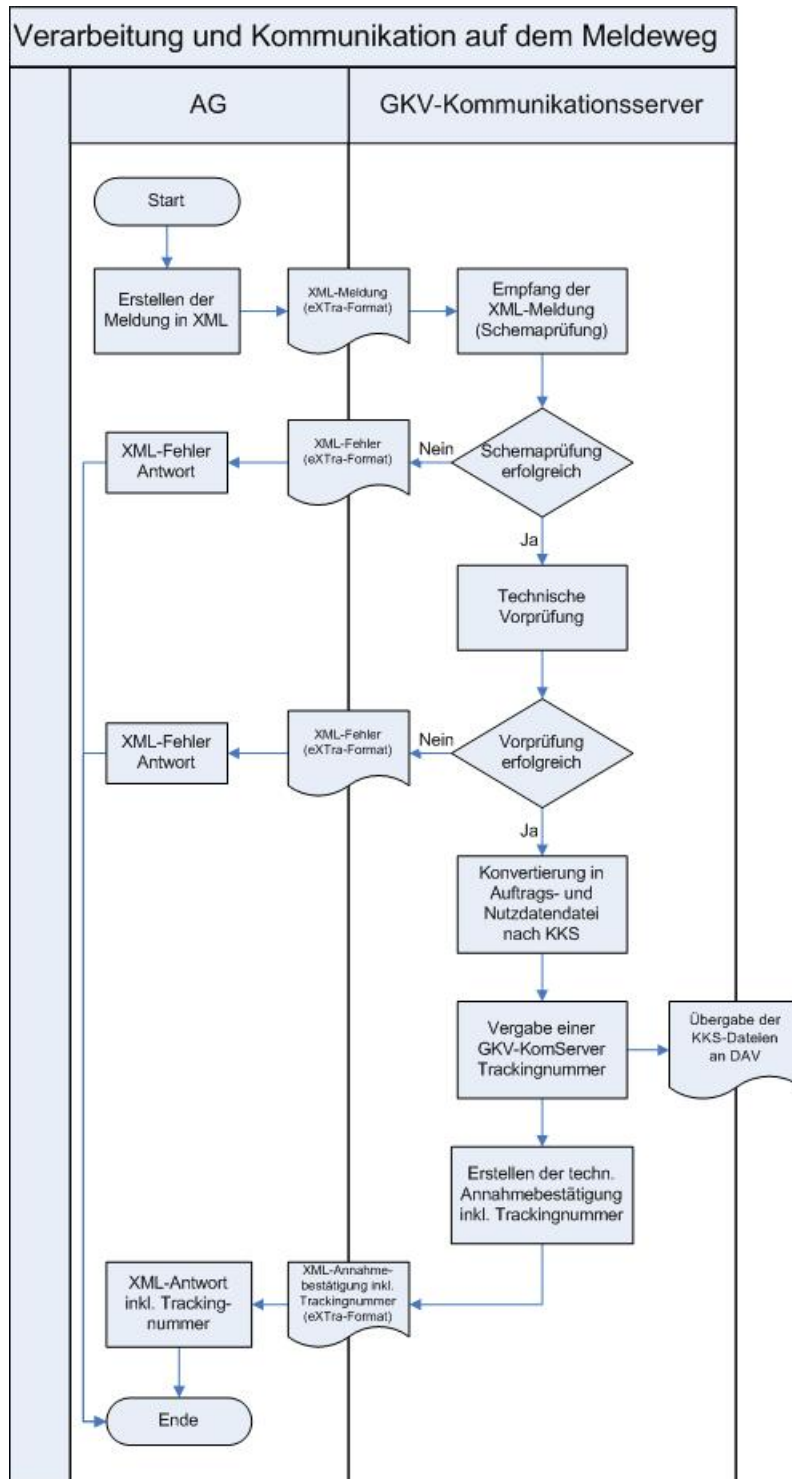 Verarbeitung und Kommunikation auf dem Meldeweg
AG
GKV-Kommunikationsserver
Start
Erstellen der
Meldung in XML
XML-Meldung
(eXTra-Format)
Empfang der
XML-Meldung
(Schemaprüfung)
XML-Fehler
Antwort
XML-Fehler
(eXTra-Format)
Nein
Schemaprüfung
erfolgreich
Ja
Technische
Vorprüfung
XML-Fehler
Antwort
XML-Fehler
(eXTra-Format)
Nein
Vorprüfung
erfolgreich
Ja
Konvertierung in
Auftrags- und
Nutzdatendatei
nach KKS
Vergabe einer
GKV-KomServer
Trackingnummer
Übergabe der
KKS-Dateien
an DAV
Erstellen der techn.
Annahmebestätigung
inkl. Trackingnummer
XML-Antwort
inkl. Tracking-
nummer
XML-Annahme-
bestätigung inkl.
Trackingnummer
(eXTra-Format)
Ende